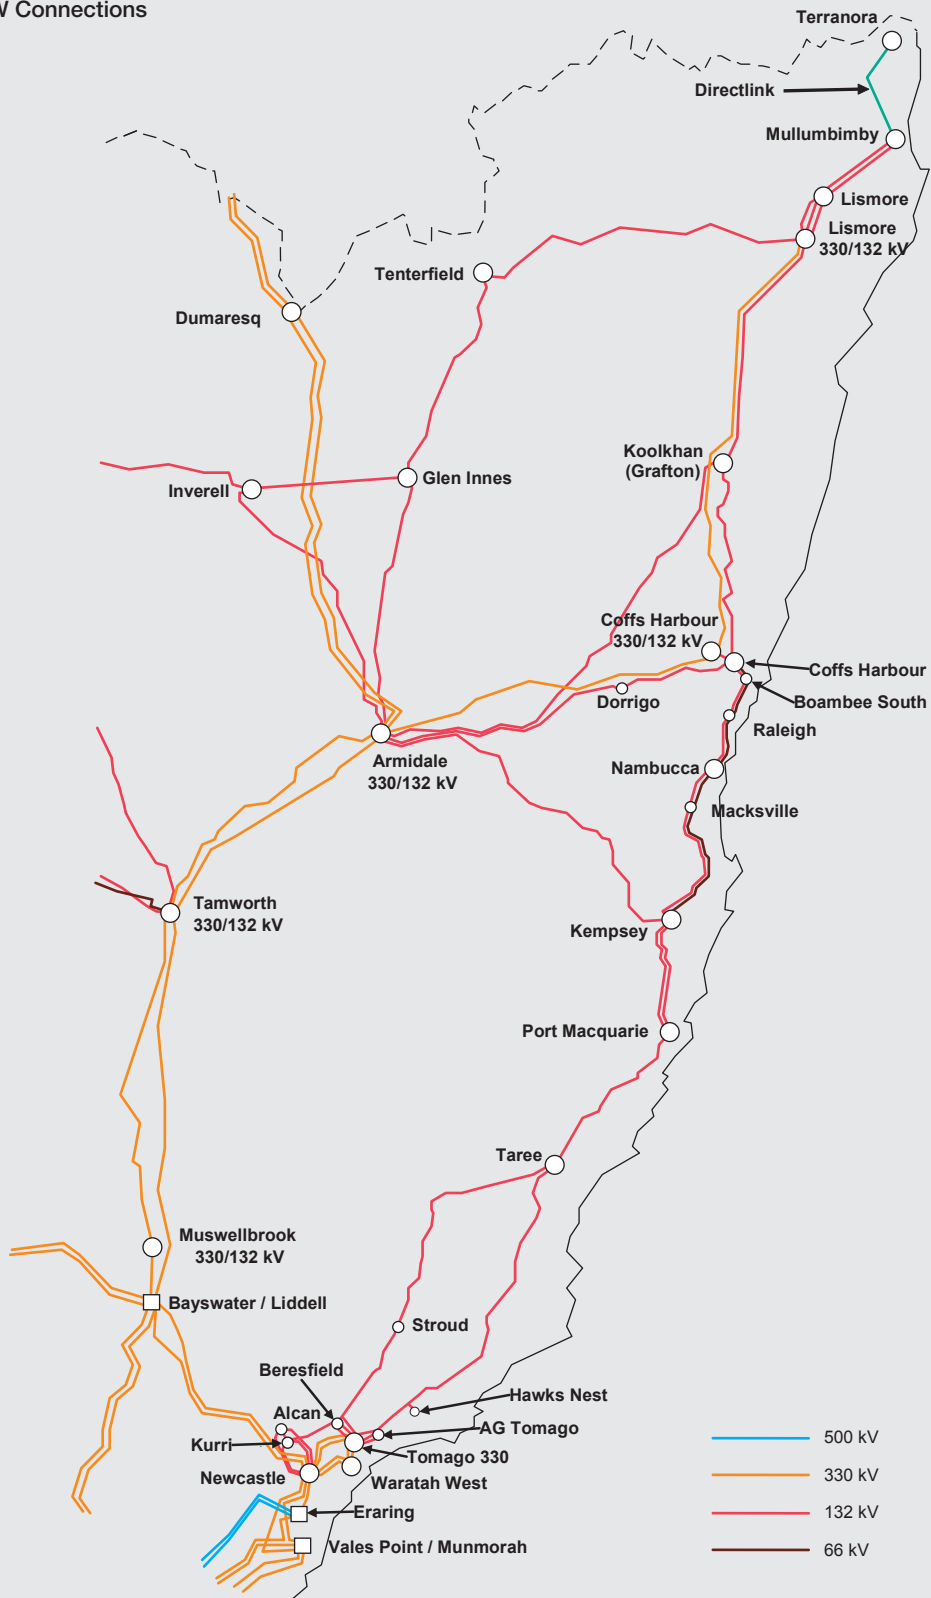 Connections
Terranora
Directlink
Mullumbimby
Lismore
Lismore
330/132 kV
Tenterfield
Dumaresq
Koolkhan
(Grafton)
Glen Innes
Inverell
Coffs Harbour
330/132 kV
Coffs Harbour
Dorrigo
Boambee South
Raleigh
Armidale
330/132 kV
Nambucca
Macksville
Tamworth
330/132 kV
Kempsey
Port Macquarie
Taree
Muswellbrook
330/132 kV
Bayswater / Liddell
Stroud
Beresfield
Hawks Nest
Alcan
AG Tomago
Kurri
Tomago 330
Newcastle
Waratah West
Eraring
Vales Point / Munmorah
500 kV
330 kV
132 kV
66 kV